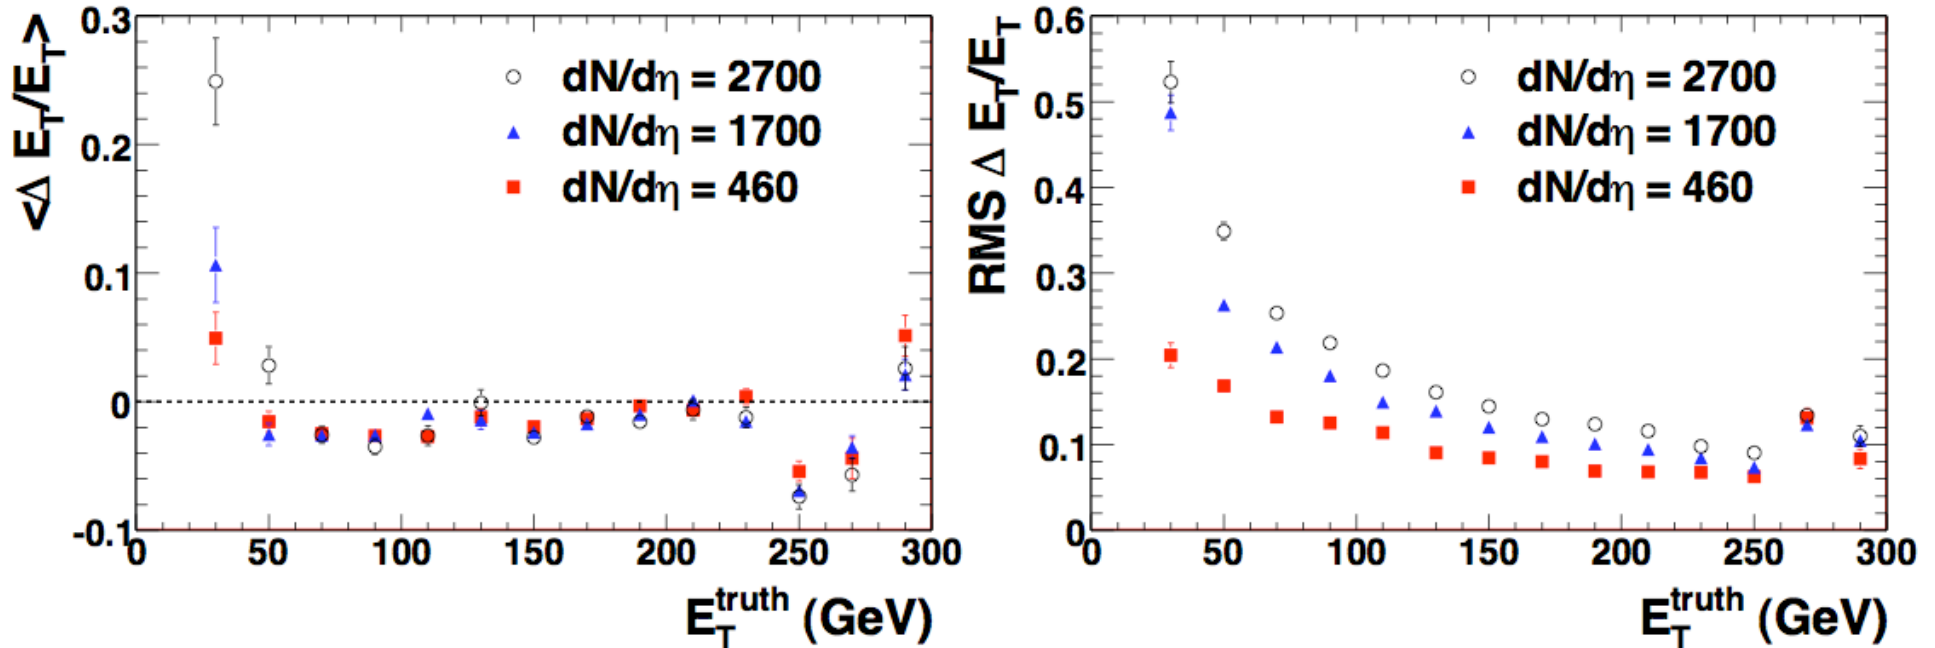 <Δ E_T/E_T>
0.3
0.2
0.1
0
-0.1
dN/dη = 2700
dN/dη = 1700
dN/dη = 460
0 50 100 150 200 250 300
E_T^truth (GeV)
RMS Δ E_T/E_T
0.6
0.5
0.4
0.3
0.2
0.1
0
dN/dη = 2700
dN/dη = 1700
dN/dη = 460
0 50 100 150 200 250 300
E_T^truth (GeV)